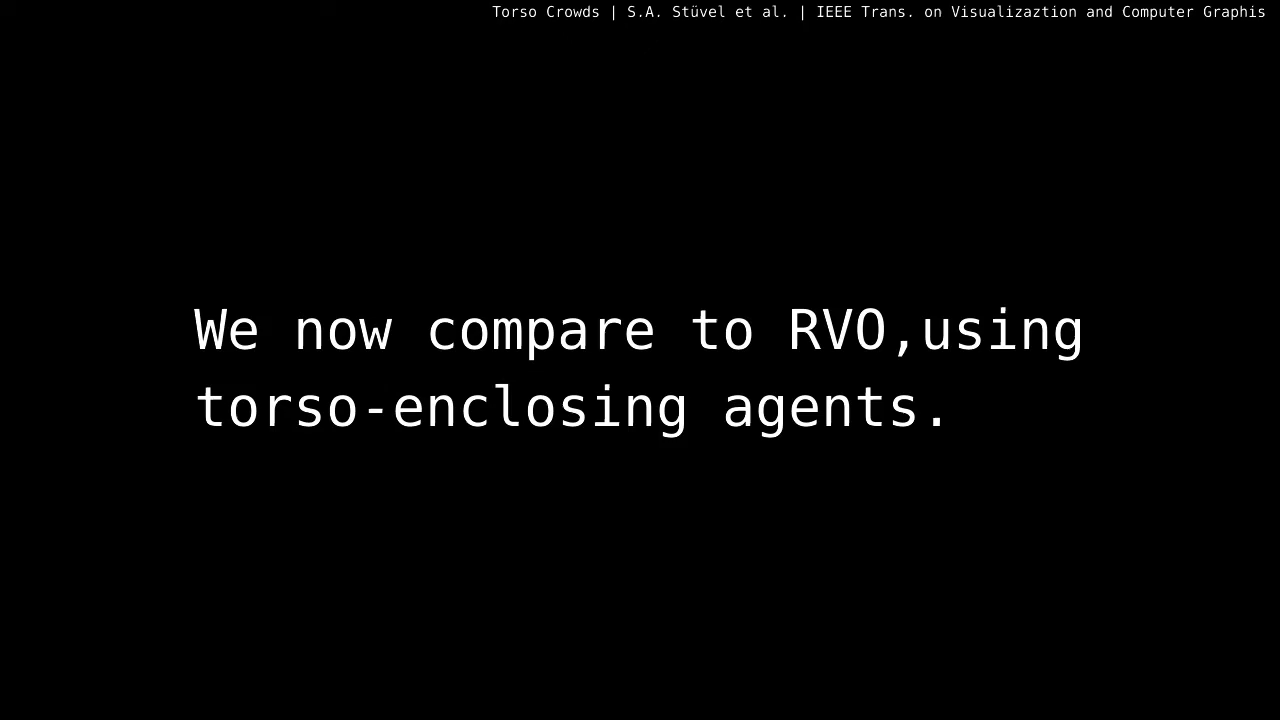 Torso Crowds | S.A. Stüvel et al. | IEEE Trans. on Visualizaztion and Computer Graphis
We now compare to RVO,using
torso-enclosing agents.